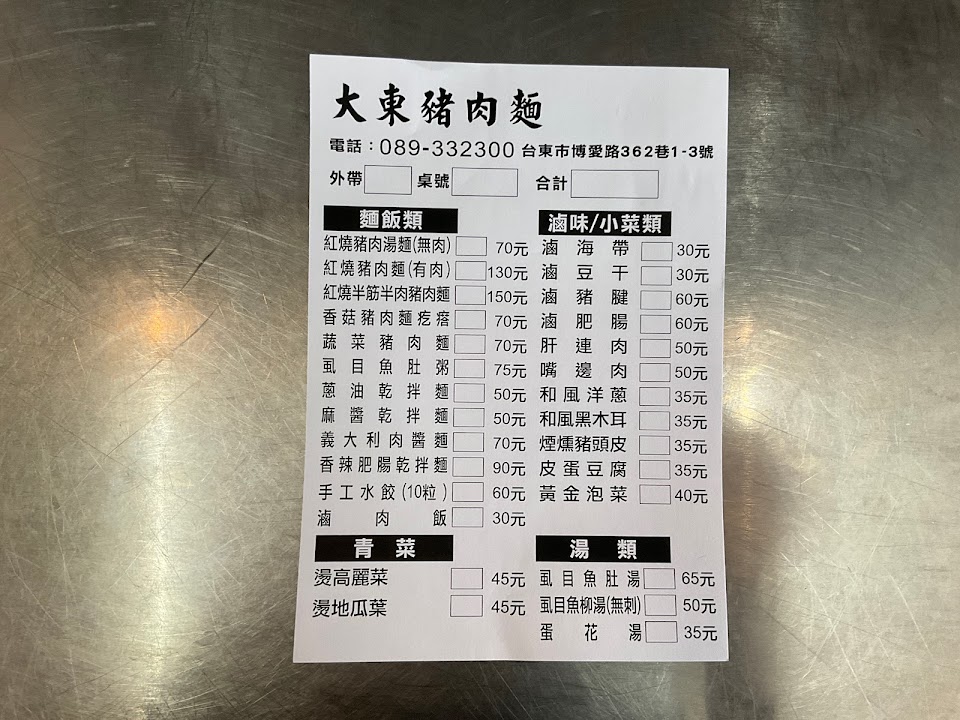 大東豬肉麵
電話：089-332300 台東市博愛路362巷1-3號
外帶 桌號 合計
麵飯類
紅燒豬肉湯麵(無肉) 70元
紅燒豬肉麵(有肉) 130元
紅燒半筋半肉豬肉麵 150元
香菇豬肉麵疙瘩 70元
蔬菜豬肉麵 70元
虱目魚肚粥 75元
蔥油乾拌麵 50元
麻醬乾拌麵 50元
義大利肉醬麵 70元
香辣肥腸乾拌麵 90元
手工水餃(10粒) 60元
滷肉飯 30元
青菜
燙高麗菜 45元
燙地瓜葉 45元
滷味/小菜類
滷海帶 30元
滷豆干 30元
滷豬腱 60元
滷肥腸 60元
肝連肉 50元
嘴邊肉 50元
和風洋蔥 35元
和風黑木耳 35元
煙燻豬頭皮 35元
皮蛋豆腐 35元
黃金泡菜 40元
湯類
虱目魚肚湯 65元
虱目魚柳湯(無刺) 50元
蛋花湯 35元